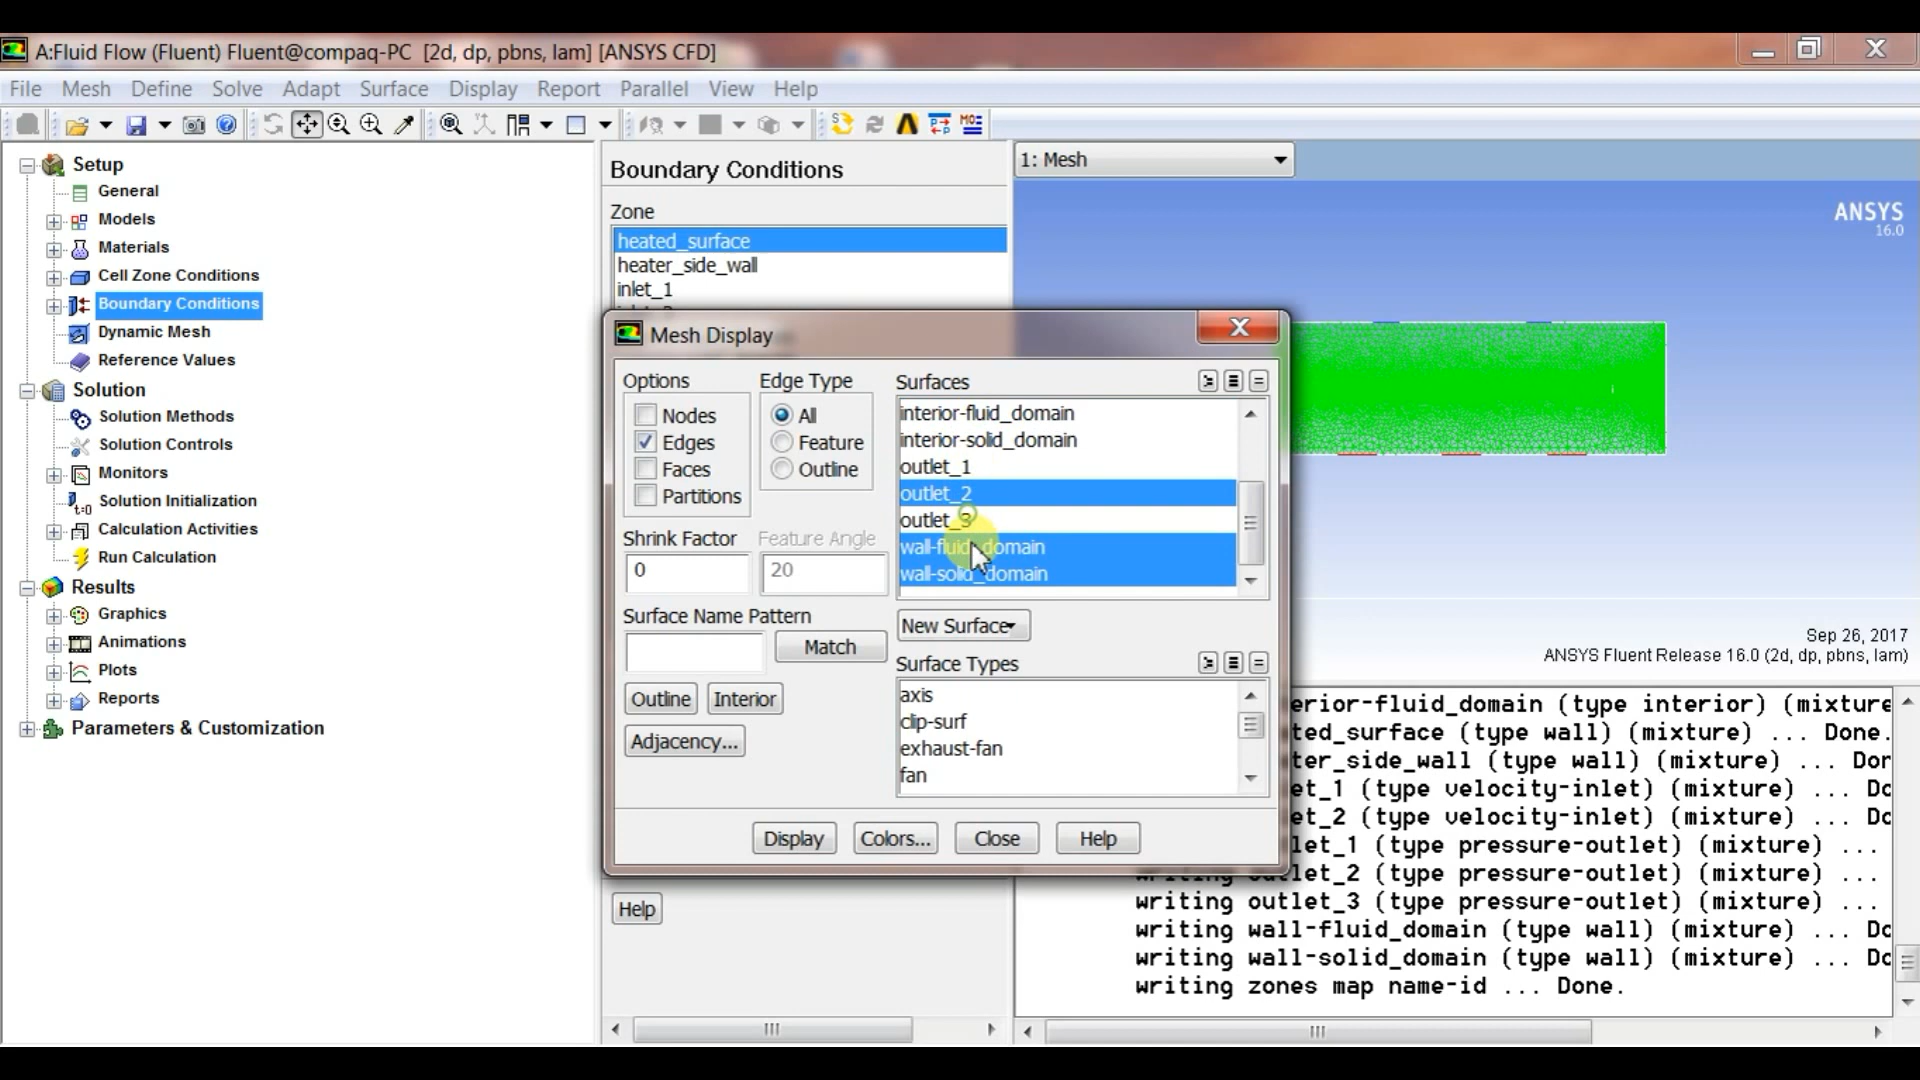 A:Fluid Flow (Fluent) Fluent@compaq-PC [2d, dp, pbns, lam] [ANSYS CFD]
File Mesh Define Solve Adapt Surface Display Report Parallel View Help
Setup
General
Models
Materials
Cell Zone Conditions
Boundary Conditions
Dynamic Mesh
Reference Values
Solution
Solution Methods
Solution Controls
Monitors
Solution Initialization
Calculation Activities
Run Calculation
Results
Graphics
Animations
Plots
Reports
Parameters & Customization
Boundary Conditions
Zone
heated_surface
heater_side_wall
inlet_1
Help
Mesh Display
Options
Nodes
Edges
Faces
Partitions
Edge Type
All
Feature
Outline
Shrink Factor
0
Feature Angle
20
Surface Name Pattern
Match
Outline Interior
Adjacency...
Surfaces
interior-fluid_domain
interior-solid_domain
outlet_1
outlet_2
outlet_3
wall-fluid_domain
wall-solid_domain
New Surface
Surface Types
axis
clip-surf
exhaust-fan
fan
Display Colors... Close Help
1: Mesh
ANSYS
16.0
Sep 26, 2017
ANSYS Fluent Release 16.0 (2d, dp, pbns, lam)
erior-fluid_domain (type interior) (mixture
ted_surface (type wall) (mixture) ... Done.
ter_side_wall (type wall) (mixture) ... Don
et_1 (type velocity-inlet) (mixture) ... Do
et_2 (type velocity-inlet) (mixture) ... Do
let_1 (type pressure-outlet) (mixture) ...
writing outlet_2 (type pressure-outlet) (mixture) ...
writing outlet_3 (type pressure-outlet) (mixture) ...
writing wall-fluid_domain (type wall) (mixture) ... Do
writing wall-solid_domain (type wall) (mixture) ... Do
writing zones map name-id ... Done.